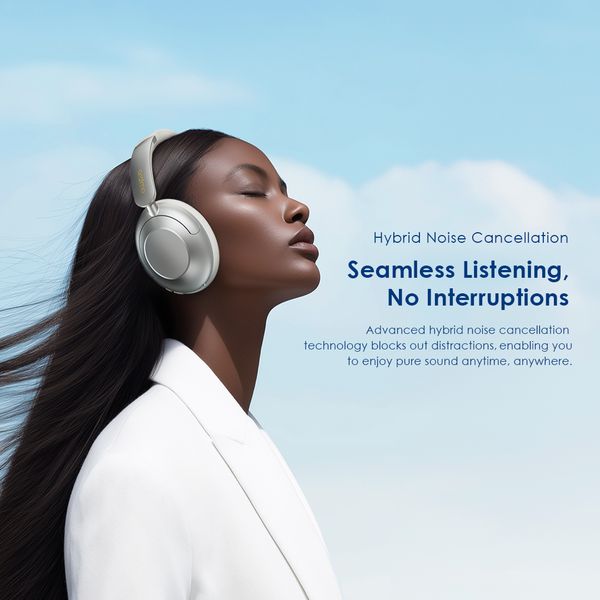 Hybrid Noise Cancellation
Seamless Listening,
No Interruptions
Advanced hybrid noise cancellation
technology blocks out distractions, enabling you
to enjoy pure sound anytime, anywhere.